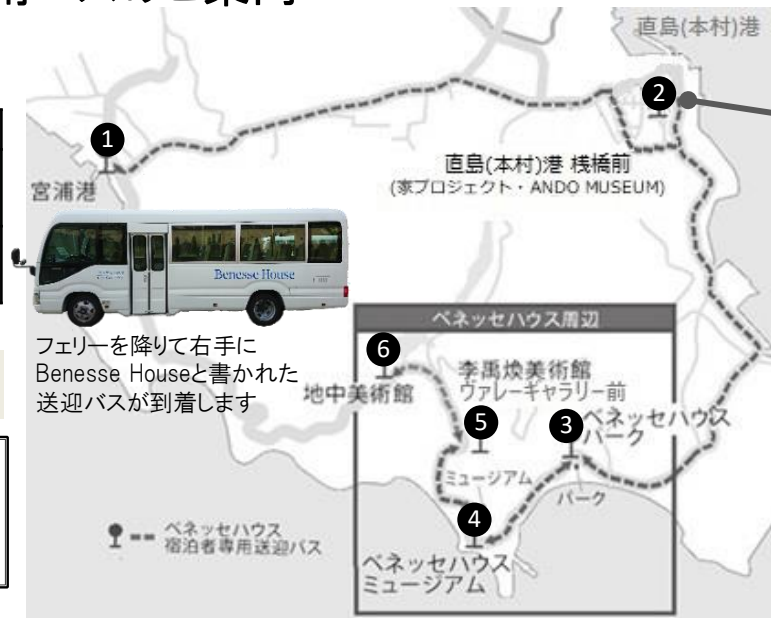 直島(本村)港
2
1
直島(本村)港 桟橋前
(家プロジェクト・ANDO MUSEUM)
宮浦港
Benesse House
ベネッセハウス周辺
フェリーを降りて右手に
Benesse Houseと書かれた
送迎バスが到着します
6
地中美術館
李禹煥美術館
ヴァレーギャラリー前
5
3
ベネッセハウス
パーク
ミュージアム
パーク
4
ベネッセハウス
ミュージアム
ベネッセハウス
宿泊者専用送迎バス